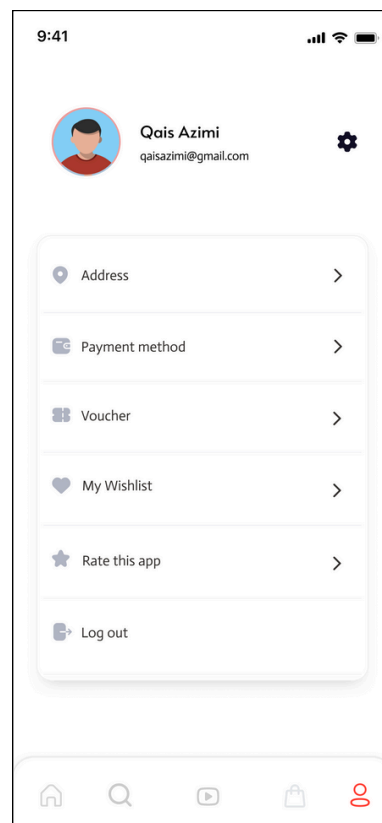 9:41
Qais Azimi
qaisazimi@gmail.com
Address
Payment method
Voucher
My Wishlist
Rate this app
Log out